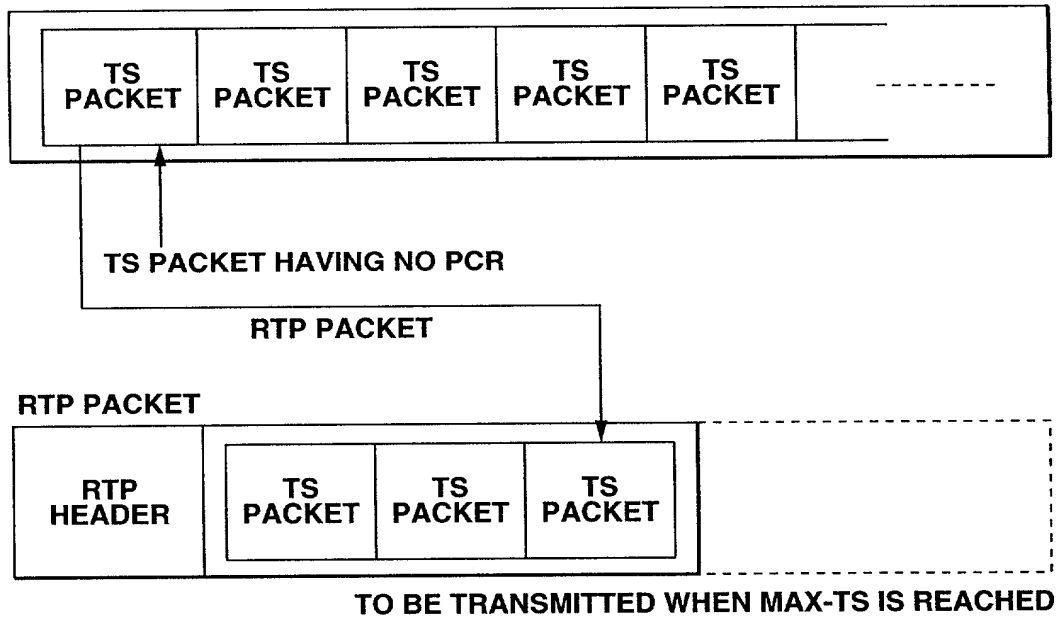 TS TS TS TS TS
PACKET PACKET PACKET PACKET PACKET
TS PACKET HAVING NO PCR
RTP PACKET
RTP PACKET
RTP
HEADER
TS TS TS
PACKET PACKET PACKET
TO BE TRANSMITTED WHEN MAX-TS IS REACHED